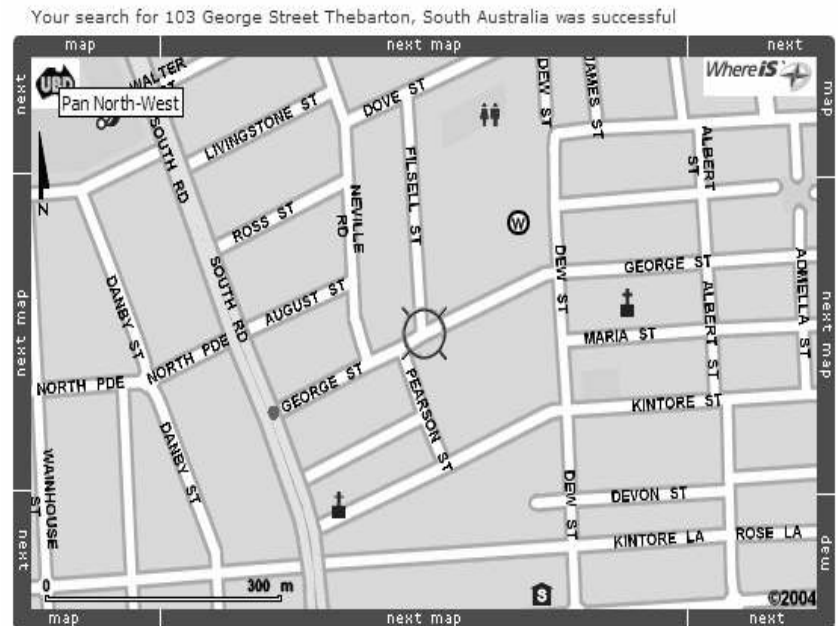 Your search for 103 George Street Thebarton, South Australia was successful
map
next map
next
next
map
UBD
Pan North-West
Whereis
WALTER
ST
SOUTH RD
LIVINGSTONE ST
DOVE ST
DEW ST
JAMES ST
ALBERT ST
FILSELL ST
NEVILLE RD
ROSS ST
W
N
SOUTH RD
GEORGE ST
DEW ST
ADMELLA ST
DANBY ST
AUGUST ST
ALBERT ST
next map
next map
NORTH PDE
MARIA ST
NORTH PDE
GEORGE ST
PEARSON ST
KINTORE ST
DANBY ST
WAINHOUSE ST
DEW ST
DEVON ST
KINTORE LA
ROSE LA
next
map
0
300 m
S
©2004
map
next map
next